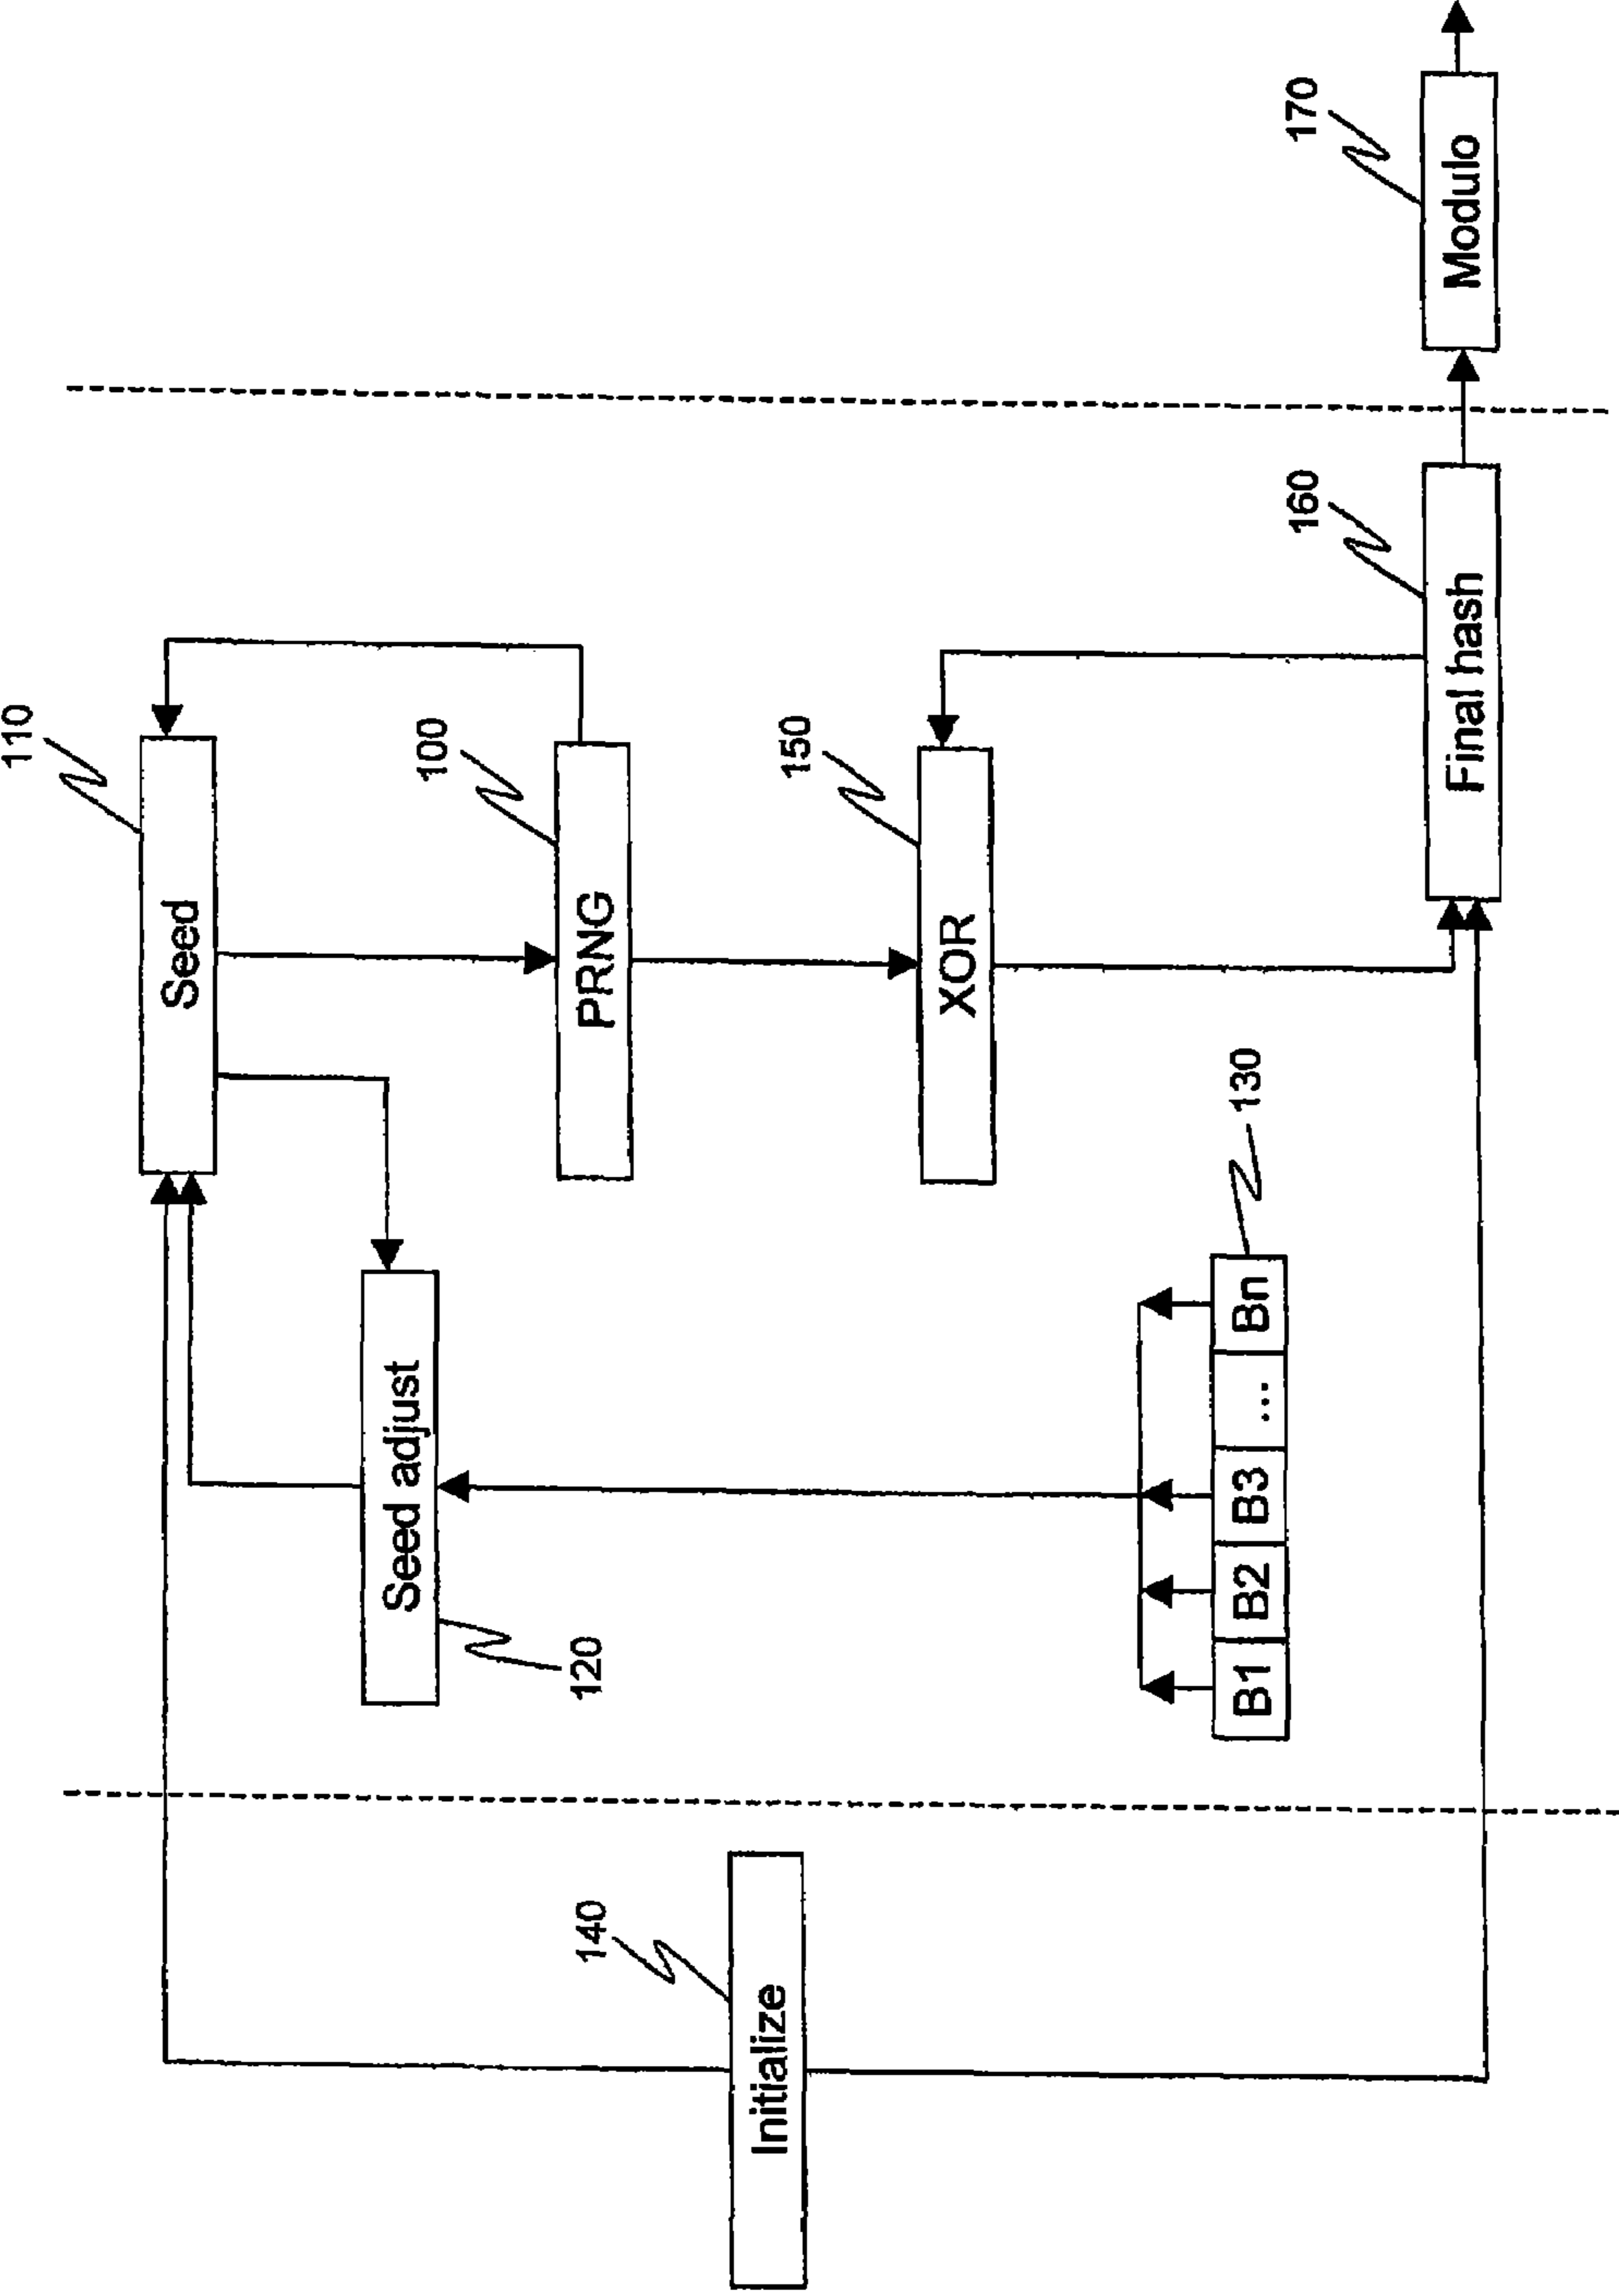 110
Seed
Seed adjust
120
100
PRNG
140
Initialize
150
XOR
130
B1 B2 B3 ... Bn
160
Final hash
170
Modulo